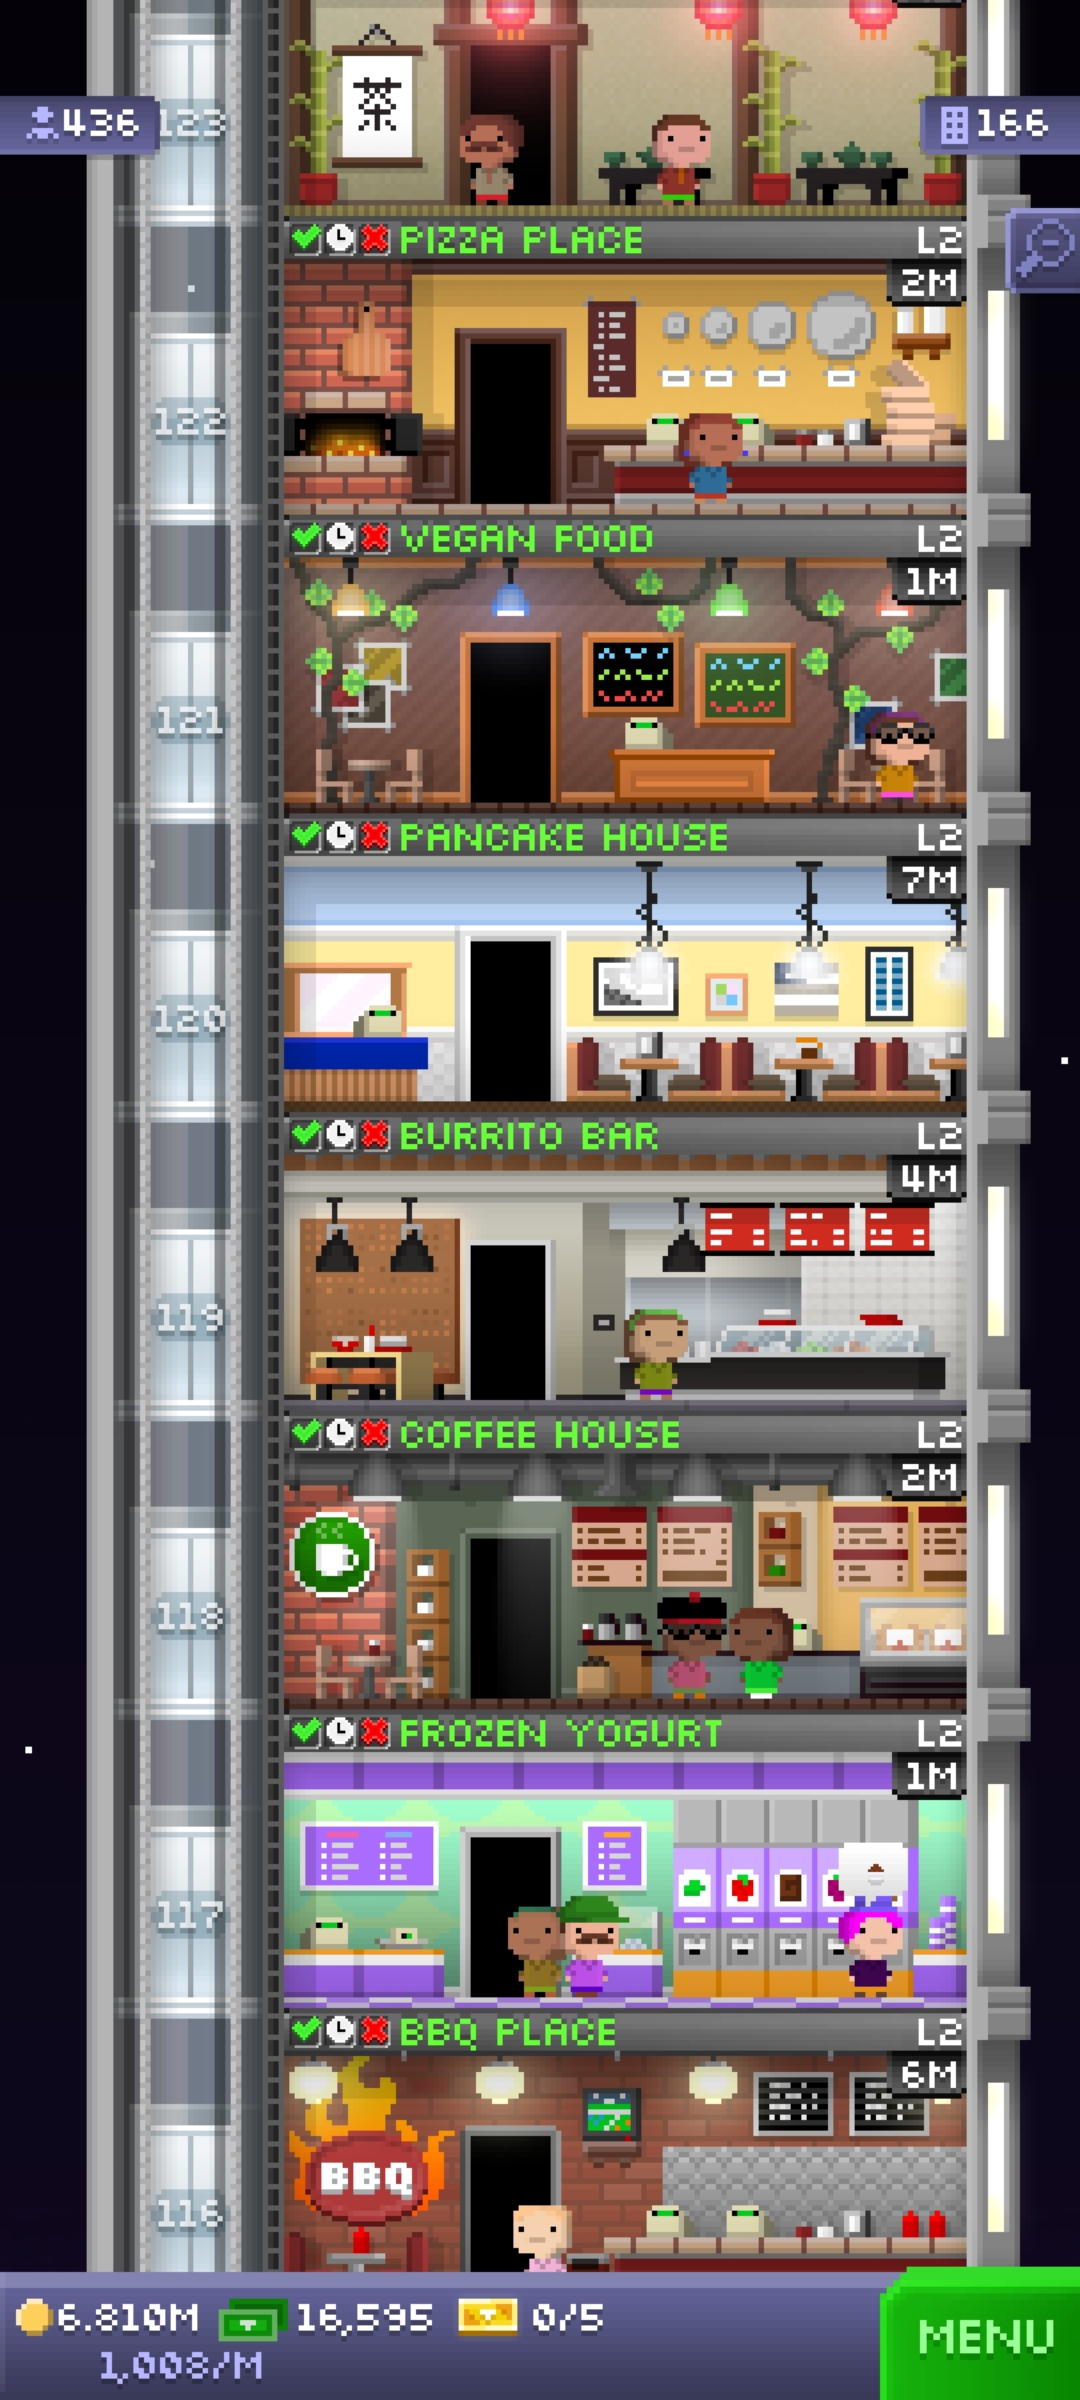 茶
436
123
166
PIZZA PLACE L2
2M
122
VEGAN FOOD L2
1M
121
PANCAKE HOUSE L2
7M
120
BURRITO BAR L2
4M
119
COFFEE HOUSE L2
2M
118
FROZEN YOGURT L2
1M
117
BBQ PLACE L2
6M
BBQ
116
6.810M 16,595 0/5
MENU
1,008/M